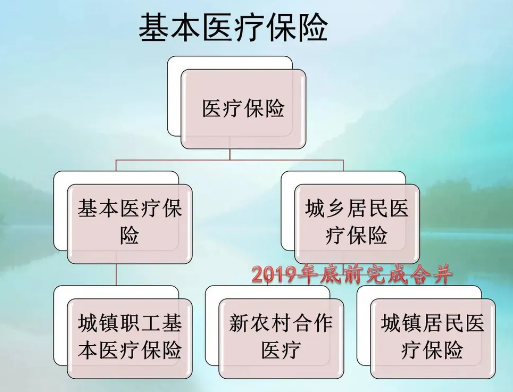 基本医疗保险
医疗保险
基本医疗保
险
城乡居民医
疗保险
2019年底前完成合并
城镇职工基
本医疗保险
新农村合作
医疗
城镇居民医
疗保险